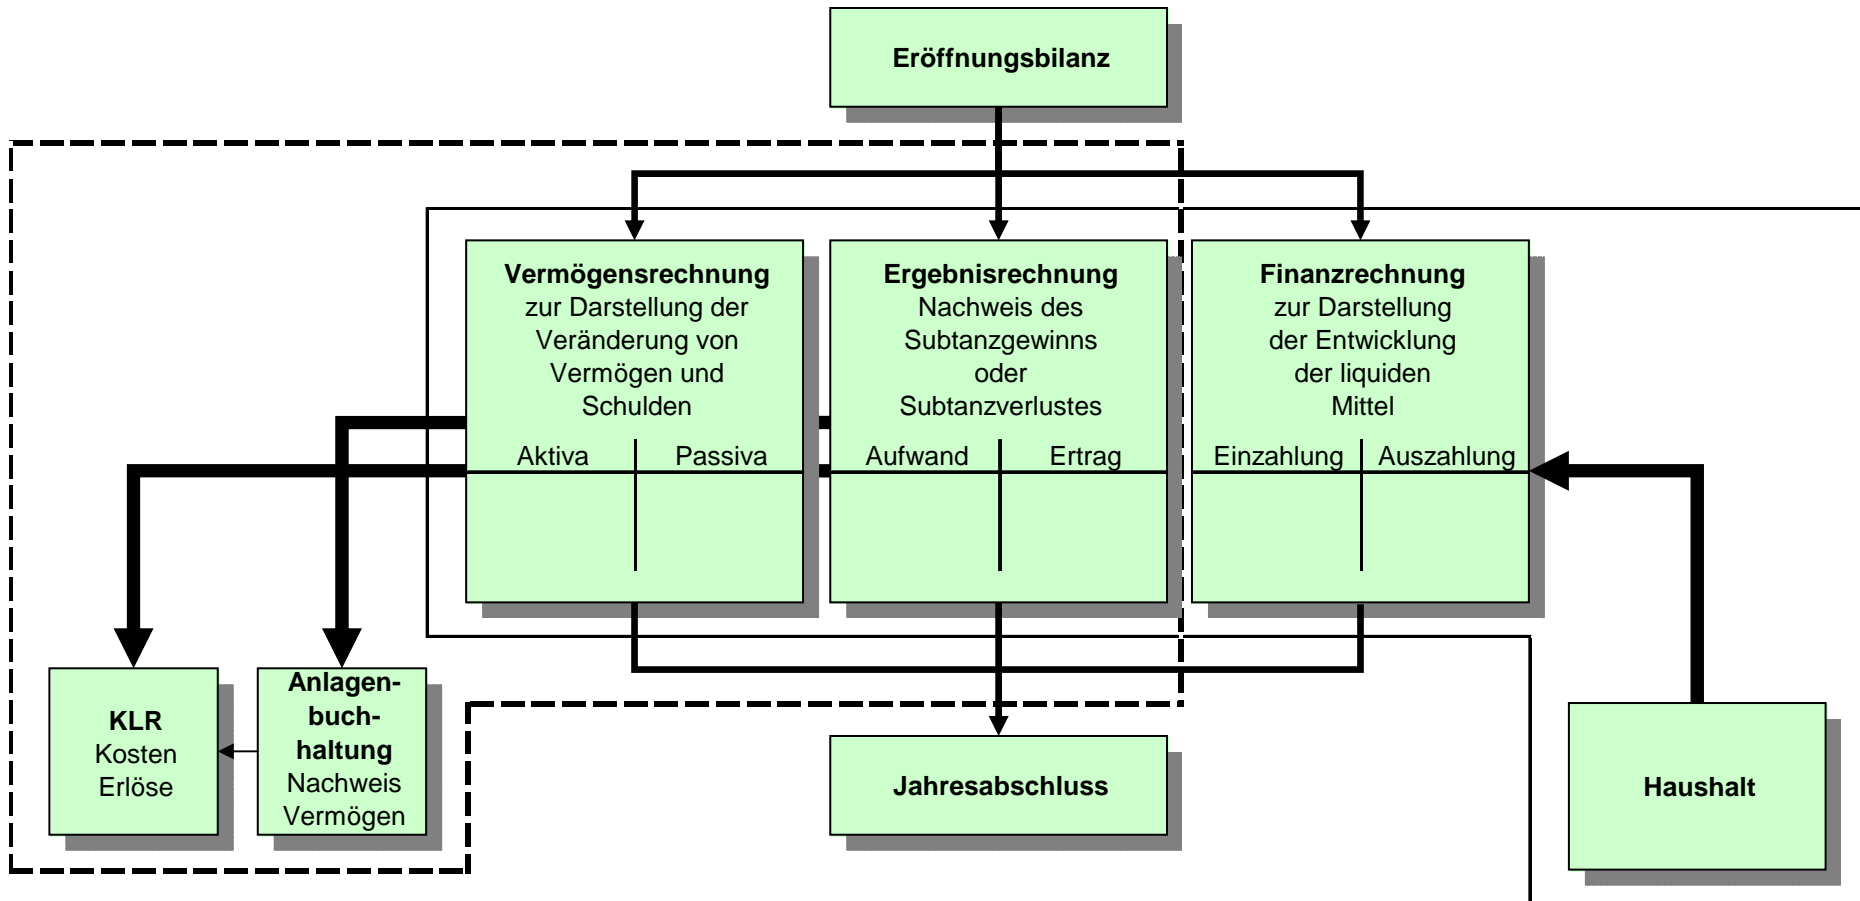 Eröffnungsbilanz
Vermögensrechnung
zur Darstellung der
Veränderung von
Vermögen und
Schulden
Aktiva
Passiva
Ergebnisrechnung
Nachweis des
Subtanzgewinns
oder
Subtanzverlustes
Aufwand
Ertrag
Finanzrechnung
zur Darstellung
der Entwicklung
der liquiden
Mittel
Einzahlung
Auszahlung
KLR
Kosten
Erlöse
Anlagen-
buch-
haltung
Nachweis
Vermögen
Jahresabschluss
Haushalt